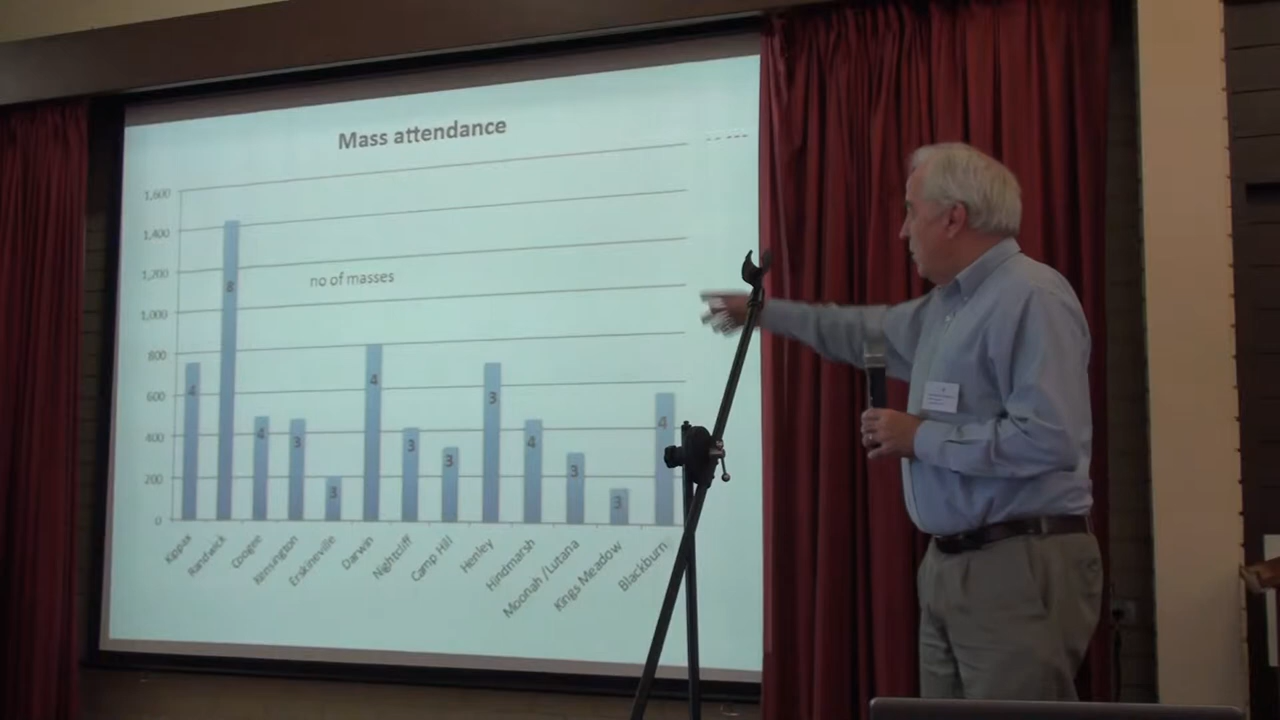 Mass attendance
1,600
1,400
1,200
1,000
800
600
400
200
0
no of masses
4
8
4
3
3
4
3
3
3
4
3
3
4
Kippax
Randwick
Coogee
Kensington
Erskineville
Darwin
Nightcliff
Camp Hill
Henley
Hindmarsh
Moonah /Lutana
Kings Meadow
Blackburn